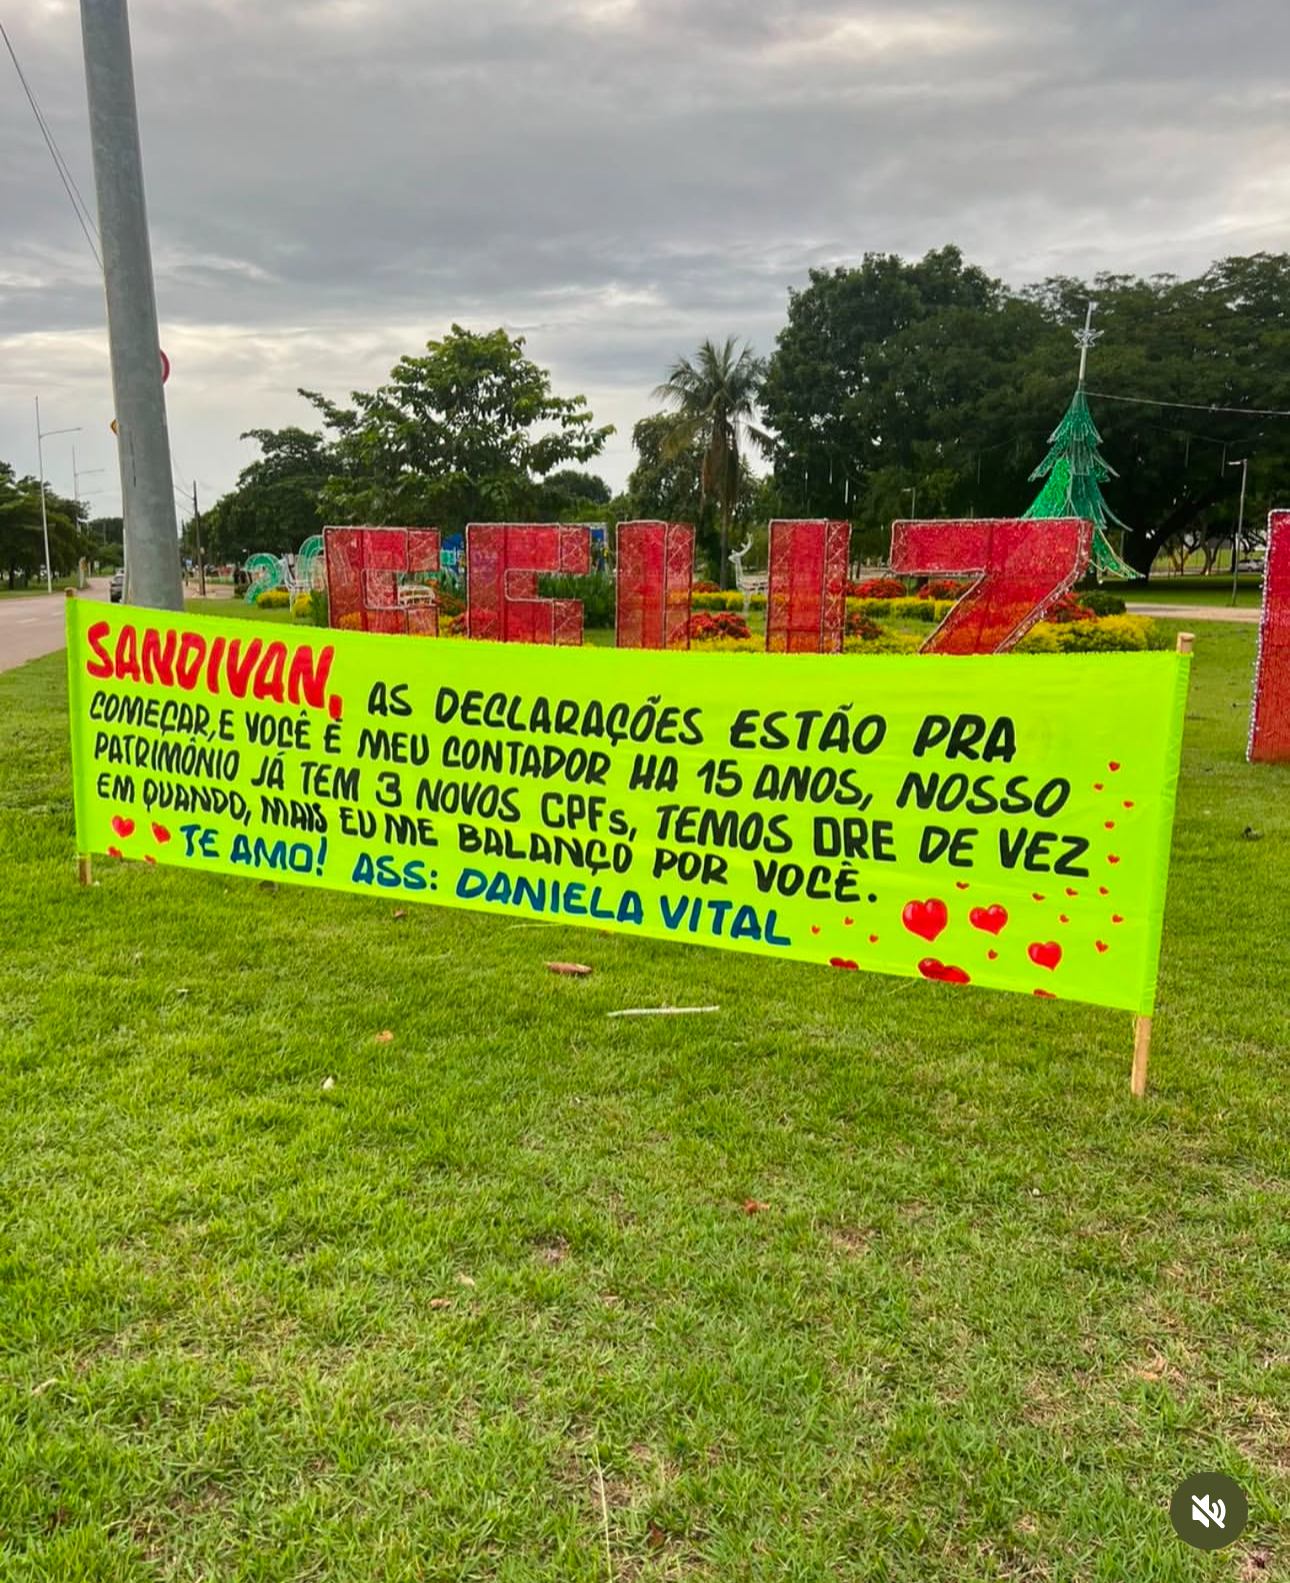 FELIZ
SANDIVAN, AS DECLARAÇÕES ESTÃO PRA
COMEÇAR, E VOCÊ É MEU CONTADOR HA 15 ANOS, NOSSO
PATRIMÔNIO JÁ TEM 3 NOVOS CPFs, TEMOS DRE DE VEZ
EM QUANDO, MAIS EU ME BALANÇO POR VOCÊ.
TE AMO! ASS: DANIELA VITAL